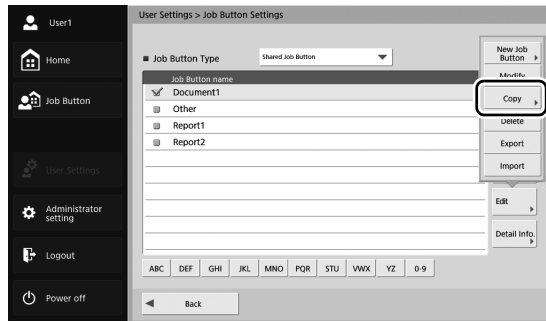 User1
Home
Job Button
User Settings
Administrator
setting
Logout
Power off
User Settings > Job Button Settings
Job Button Type
Shared Job Button
Job Button name
Document1
Other
Report1
Report2
New Job
Button
Modify
Copy
Delete
Export
Import
Edit
Detail Info.
ABC DEF GHI JKL MNO PQR STU VWX YZ 0-9
Back